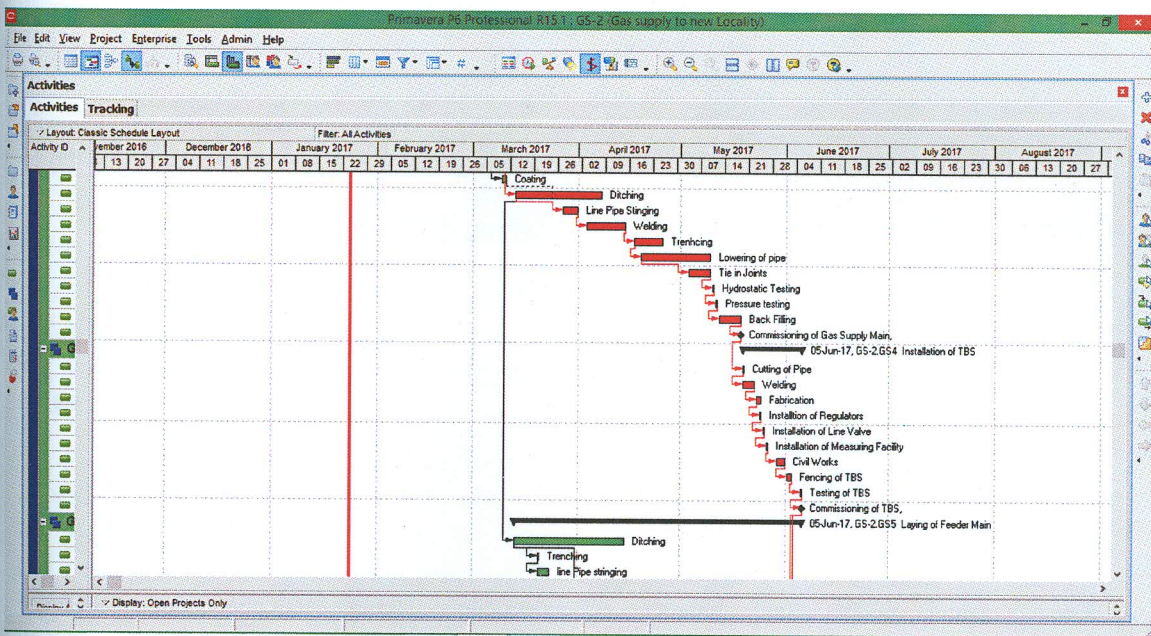 Primavera P6 Professional R15.1 : GS-2 (Gas supply to new Locality)
File Edit View Project Enterprise Tools Admin Help
Activities
Activities Tracking
Layout: Classic Schedule Layout Filter: All Activities
Activity ID vember 2016 December 2016 January 2017 February 2017 March 2017 April 2017 May 2017 June 2017 July 2017 August 2017
13 20 27 04 11 18 25 01 08 15 22 29 05 12 19 26 05 12 19 26 02 09 16 23 30 07 14 21 28 04 11 18 25 02 09 16 23 30 06 13 20 27
Coating
Ditching
Line Pipe Stinging
Welding
Trenhcing
Lowering of pipe
Tie in Joints
Hydrostatic Testing
Pressure testing
Back Filling
Commissioning of Gas Supply Main,
G 05-Jun-17, GS-2.GS4 Installation of TBS
Cutting of Pipe
Welding
Fabrication
Installtion of Regulators
Installation of Line Valve
Installation of Measuring Facility
Civil Works
Fencing of TBS
Testing of TBS
Commissioning of TBS,
G 05-Jun-17, GS-2.GS5 Laying of Feeder Main
Ditching
Trenching
line Pipe stringing
Display: Open Projects Only